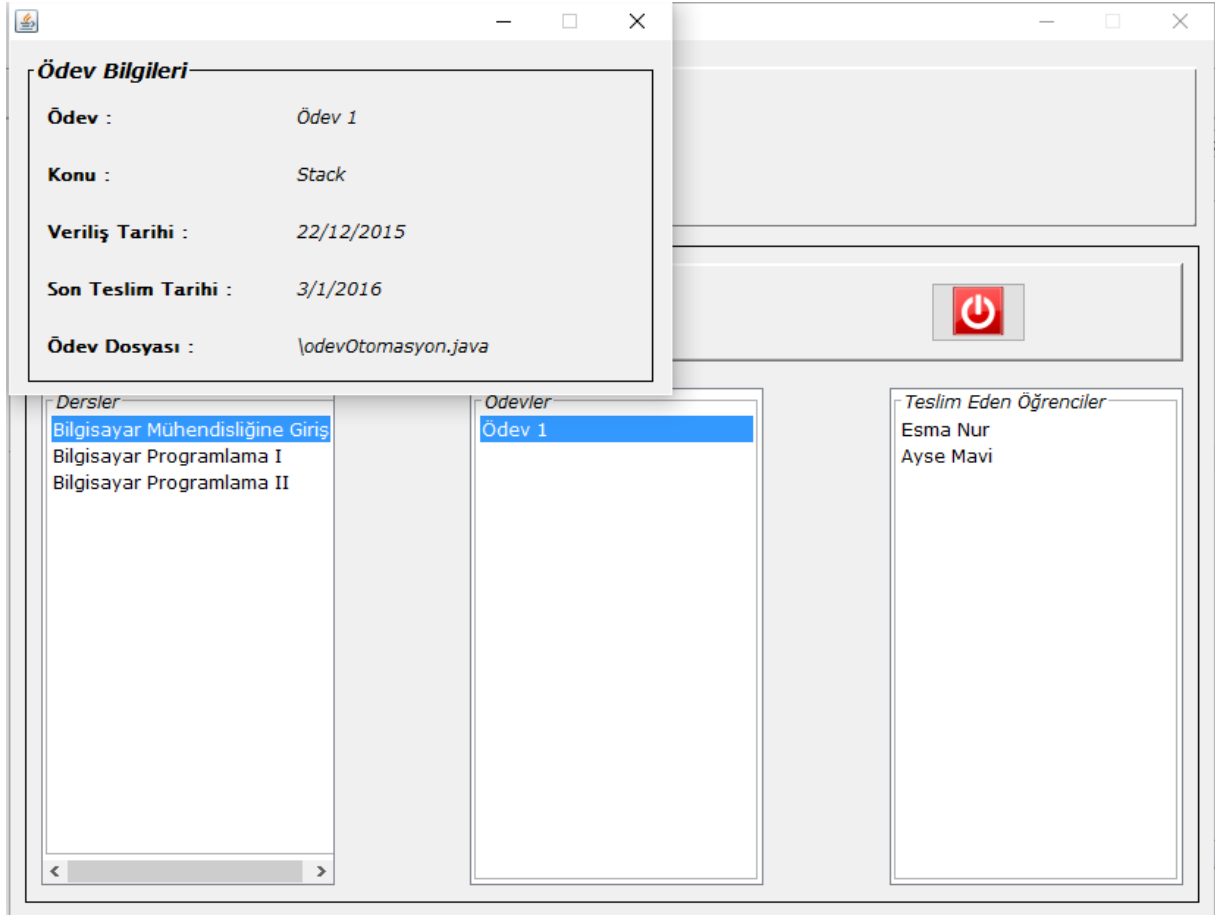 Ödev Bilgileri
Ödev : Ödev 1
Konu : Stack
Veriliş Tarihi : 22/12/2015
Son Teslim Tarihi : 3/1/2016
Ödev Dosyası : \odevOtomasyon.java
Dersler
Bilgisayar Mühendisliğine Giriş
Bilgisayar Programlama I
Bilgisayar Programlama II
Ödevler
Ödev 1
Teslim Eden Öğrenciler
Esma Nur
Ayse Mavi